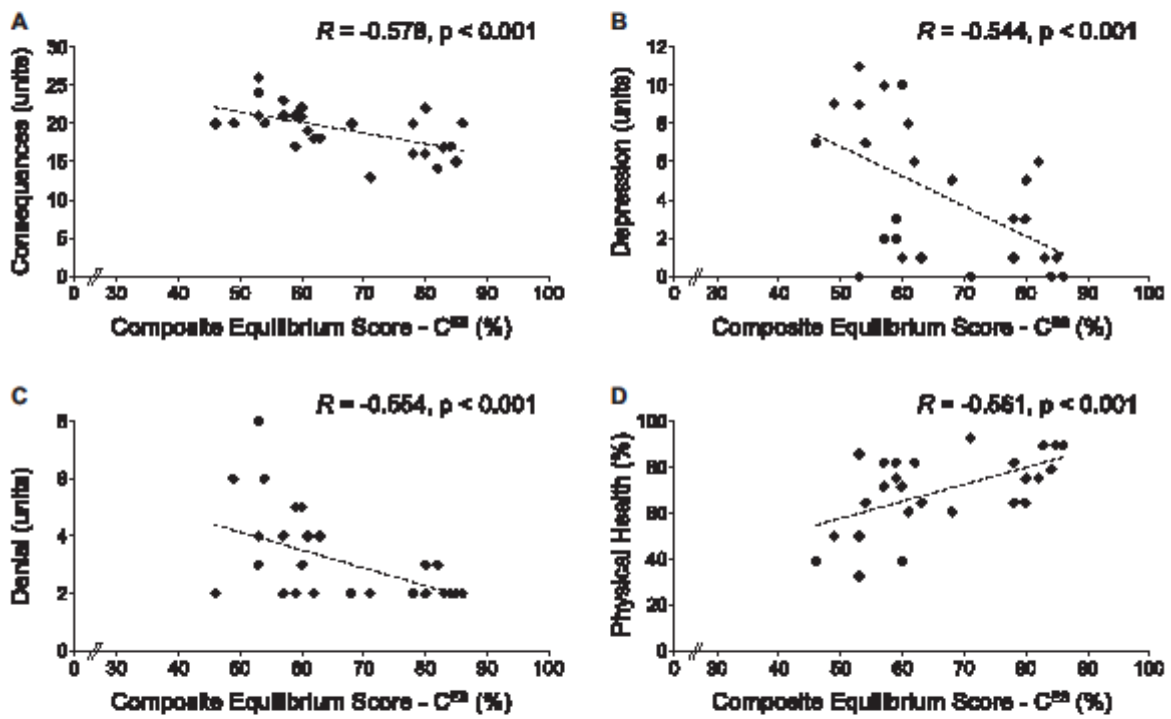 A
R = -0.578, p < 0.001
Consequances (units)
30
25
20
15
10
5
0
0 30 40 50 60 70 80 90 100
Composite Equilibrium Score - C (%)
B
R = -0.544, p < 0.001
Depression (units)
12
10
8
6
4
2
0
0 30 40 50 60 70 80 90 100
Composite Equilibrium Score - C (%)
C
R = -0.554, p < 0.001
Denial (units)
8
6
4
2
0
0 30 40 50 60 70 80 90 100
Composite Equilibrium Score - C (%)
D
R = -0.561, p < 0.001
Physical Health (%)
100
80
60
40
20
0
0 30 40 50 60 70 80 90 100
Composite Equilibrium Score - C (%)